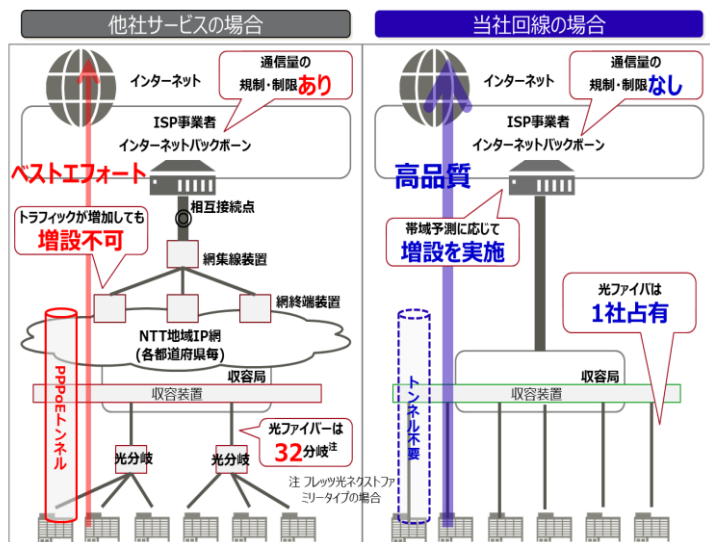 他社サービスの場合
インターネット
通信量の
規制・制限あり
ISP事業者
インターネットバックボーン
ベストエフォート
相互接続点
トラフィックが増加しても
増設不可
網集線装置
網終端装置
NTT地域IP網
(各都道府県毎)
PPPoEトンネル
収容局
収容装置
光ファイバーは
32分岐注
光分岐
光分岐
注 フレッツ光ネクストファ
ミリータイプの場合
当社回線の場合
インターネット
通信量の
規制・制限なし
ISP事業者
インターネットバックボーン
高品質
帯域予測に応じて
増設を実施
光ファイバは
1社占有
トンネル不要
収容局
収容装置